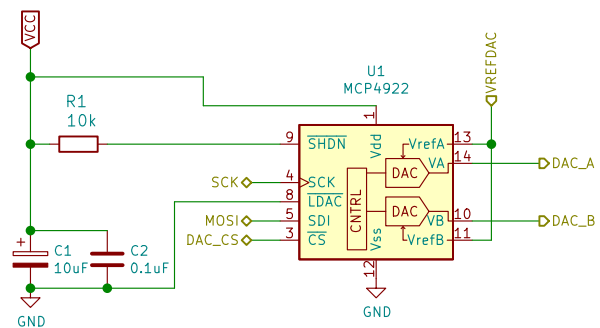 VCC
VREFDAC
U1
MCP4922
R1
10k
1
Vdd
9
SHDN
VrefA
13
VA
14
DAC_A
SCK
4
SCK
DAC
8
LDAC
CNTRL
MOSI
5
SDI
DAC
VB
10
DAC_B
DAC_CS
3
CS
VrefB
11
Vss
12
+
C1
10uF
C2
0.1uF
GND
GND